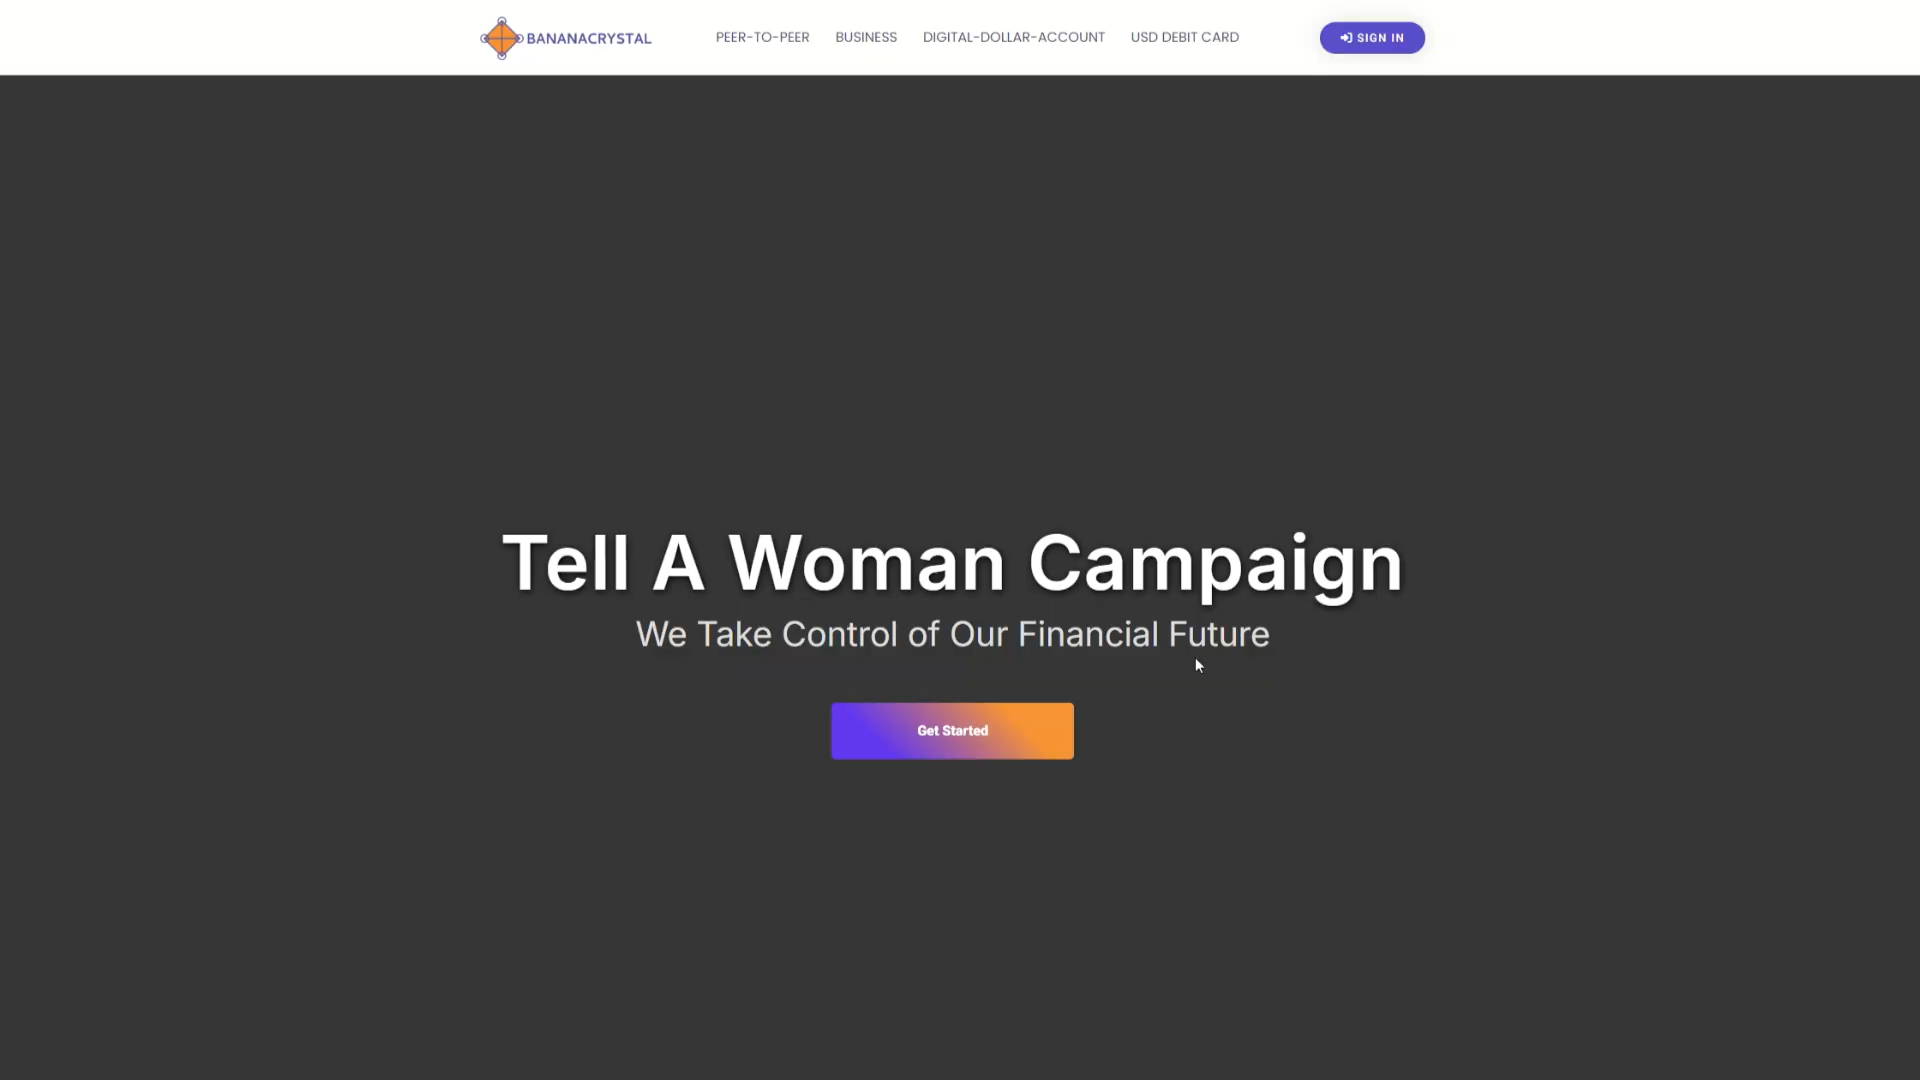 BANANACRYSTAL
PEER-TO-PEER BUSINESS DIGITAL-DOLLAR-ACCOUNT USD DEBIT CARD
SIGN IN
Tell A Woman Campaign
We Take Control of Our Financial Future
Get Started